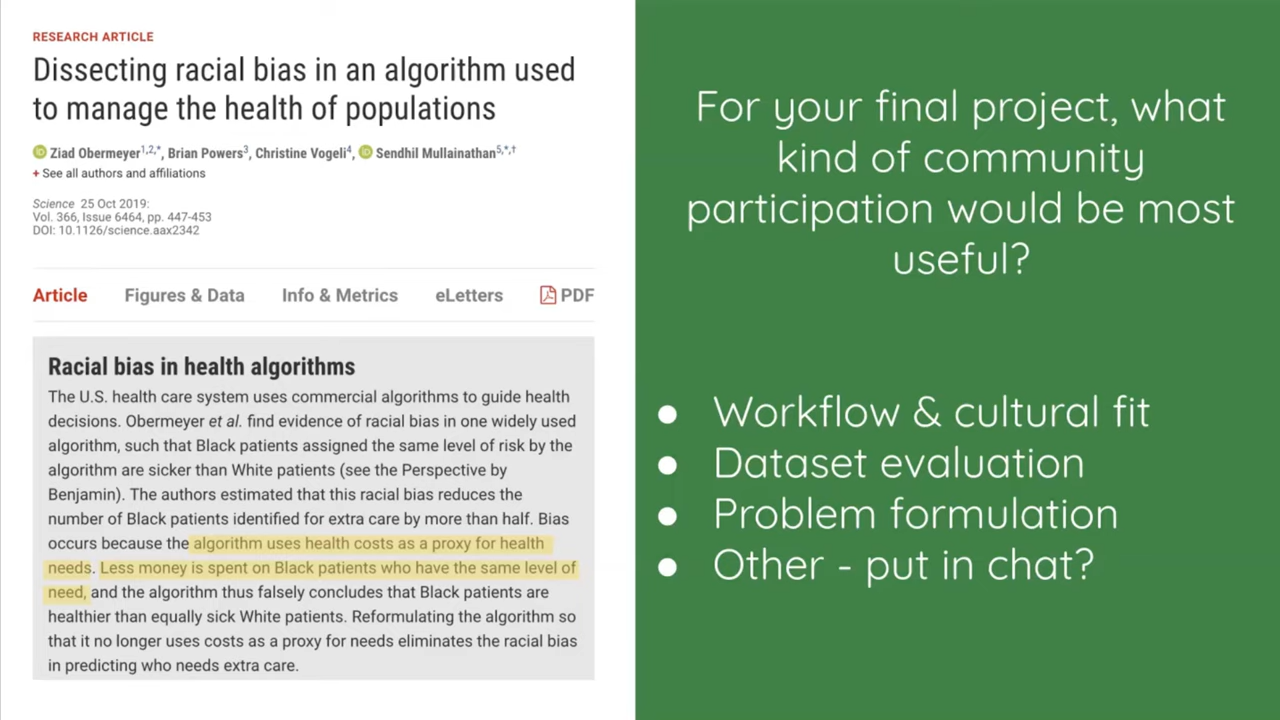 RESEARCH ARTICLE
Dissecting racial bias in an algorithm used
to manage the health of populations
Ziad Obermeyer1,2,*, Brian Powers3, Christine Vogeli4, Sendhil Mullainathan5,*,†
+ See all authors and affiliations
Science 25 Oct 2019:
Vol. 366, Issue 6464, pp. 447-453
DOI: 10.1126/science.aax2342
Article Figures & Data Info & Metrics eLetters PDF
Racial bias in health algorithms
The U.S. health care system uses commercial algorithms to guide health
decisions. Obermeyer et al. find evidence of racial bias in one widely used
algorithm, such that Black patients assigned the same level of risk by the
algorithm are sicker than White patients (see the Perspective by
Benjamin). The authors estimated that this racial bias reduces the
number of Black patients identified for extra care by more than half. Bias
occurs because the algorithm uses health costs as a proxy for health
needs. Less money is spent on Black patients who have the same level of
need, and the algorithm thus falsely concludes that Black patients are
healthier than equally sick White patients. Reformulating the algorithm so
that it no longer uses costs as a proxy for needs eliminates the racial bias
in predicting who needs extra care.
For your final project, what
kind of community
participation would be most
useful?
● Workflow & cultural fit
● Dataset evaluation
● Problem formulation
● Other - put in chat?